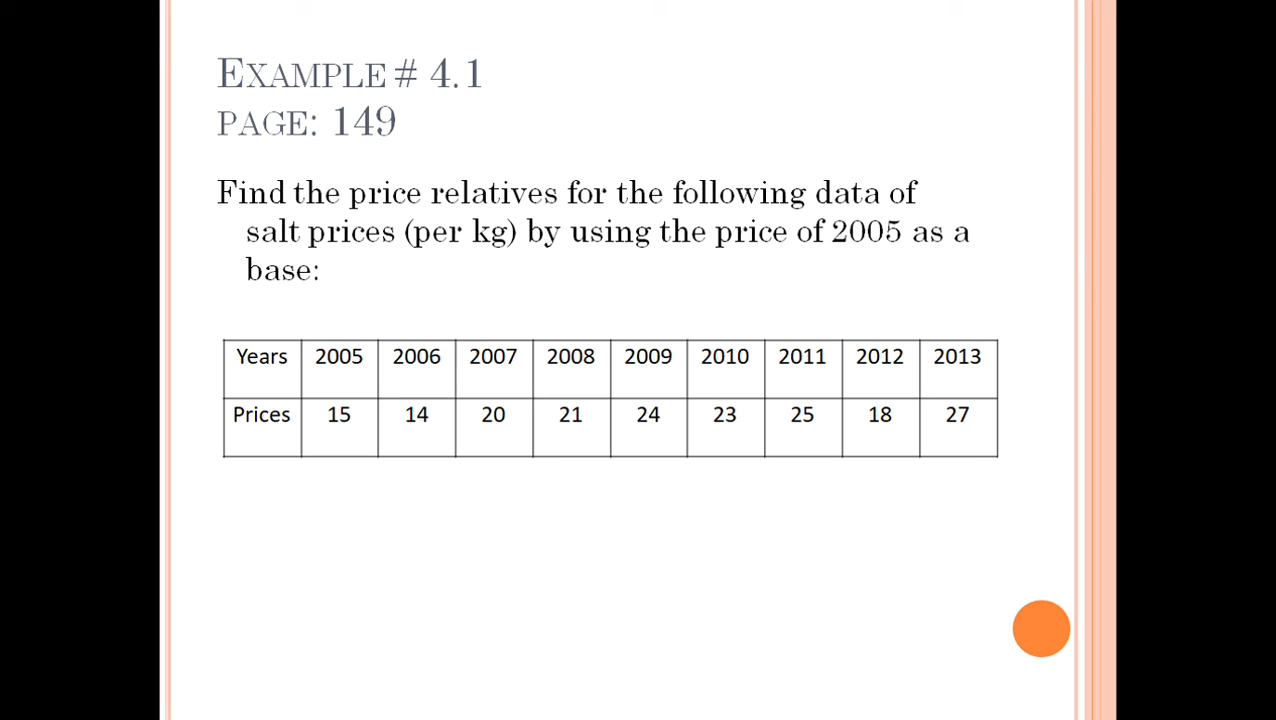 EXAMPLE # 4.1
PAGE: 149
Find the price relatives for the following data of
salt prices (per kg) by using the price of 2005 as a
base:
Years 2005 2006 2007 2008 2009 2010 2011 2012 2013
Prices 15 14 20 21 24 23 25 18 27